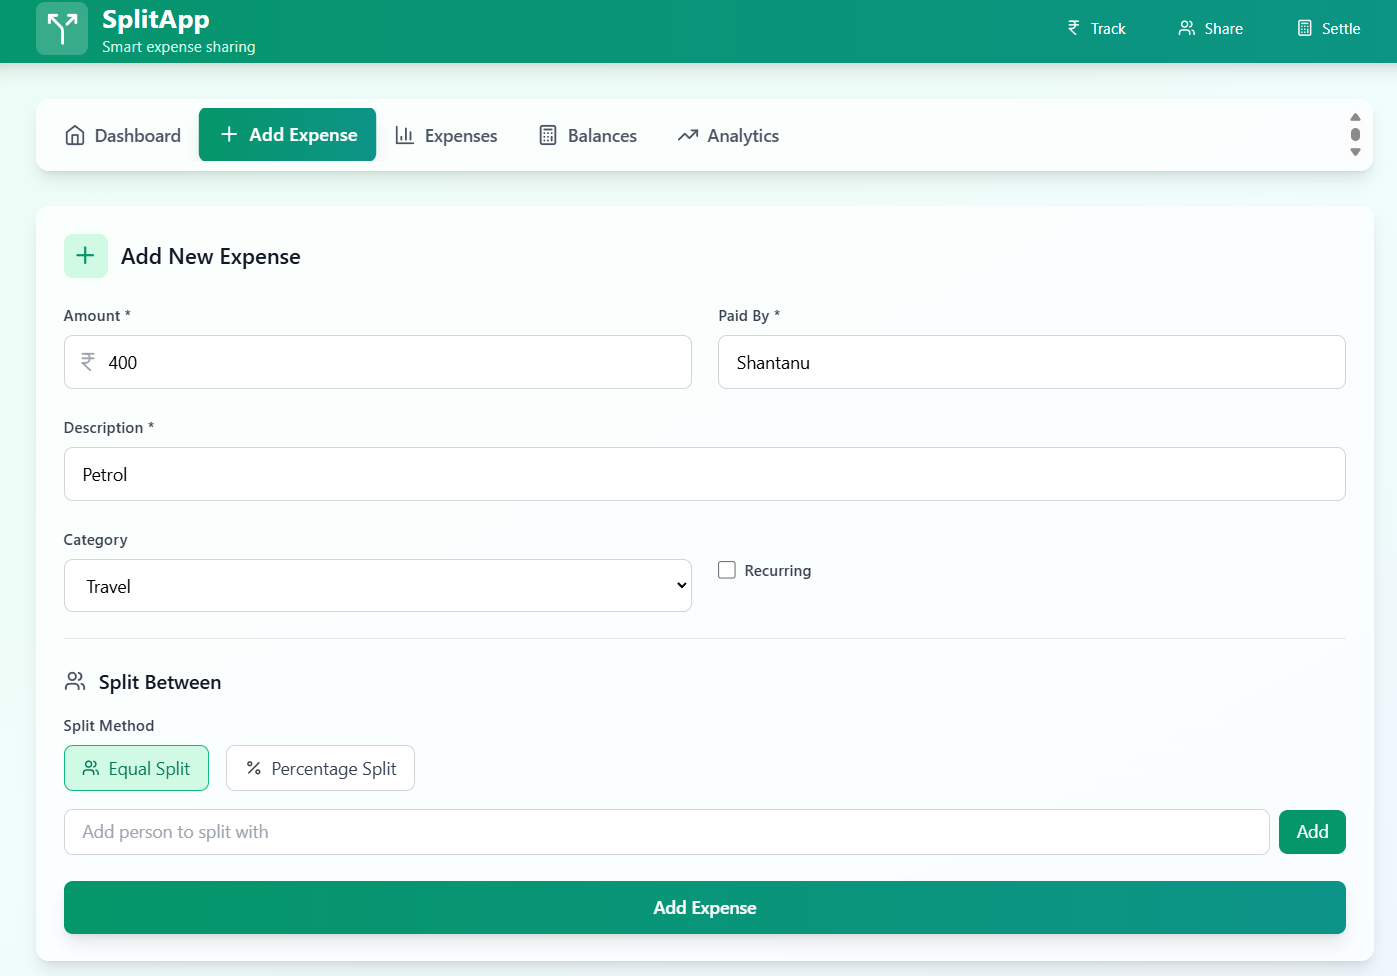 SplitApp
Smart expense sharing
₹ Track
Share
Settle
Dashboard
+ Add Expense
Expenses
Balances
Analytics
+ Add New Expense
Amount *
Paid By *
₹ 400
Shantanu
Description *
Petrol
Category
Travel
Recurring
Split Between
Split Method
Equal Split
% Percentage Split
Add person to split with
Add
Add Expense